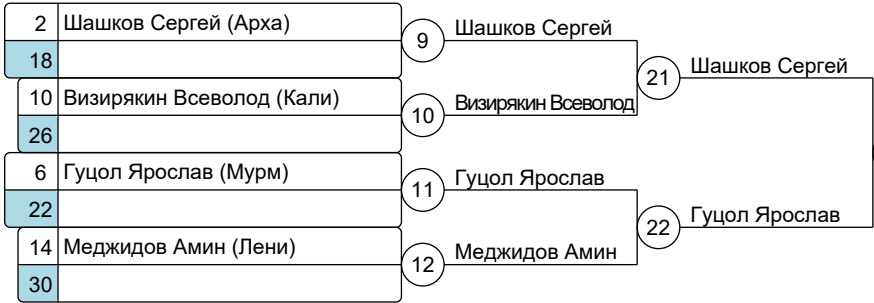 2 Шашков Сергей (Арха)
18
9 Шашков Сергей
10 Визирякин Всеволод (Кали)
26
10 Визирякин Всеволод
21 Шашков Сергей
6 Гуцол Ярослав (Мурм)
22
11 Гуцол Ярослав
14 Меджидов Амин (Лени)
30
12 Меджидов Амин
22 Гуцол Ярослав